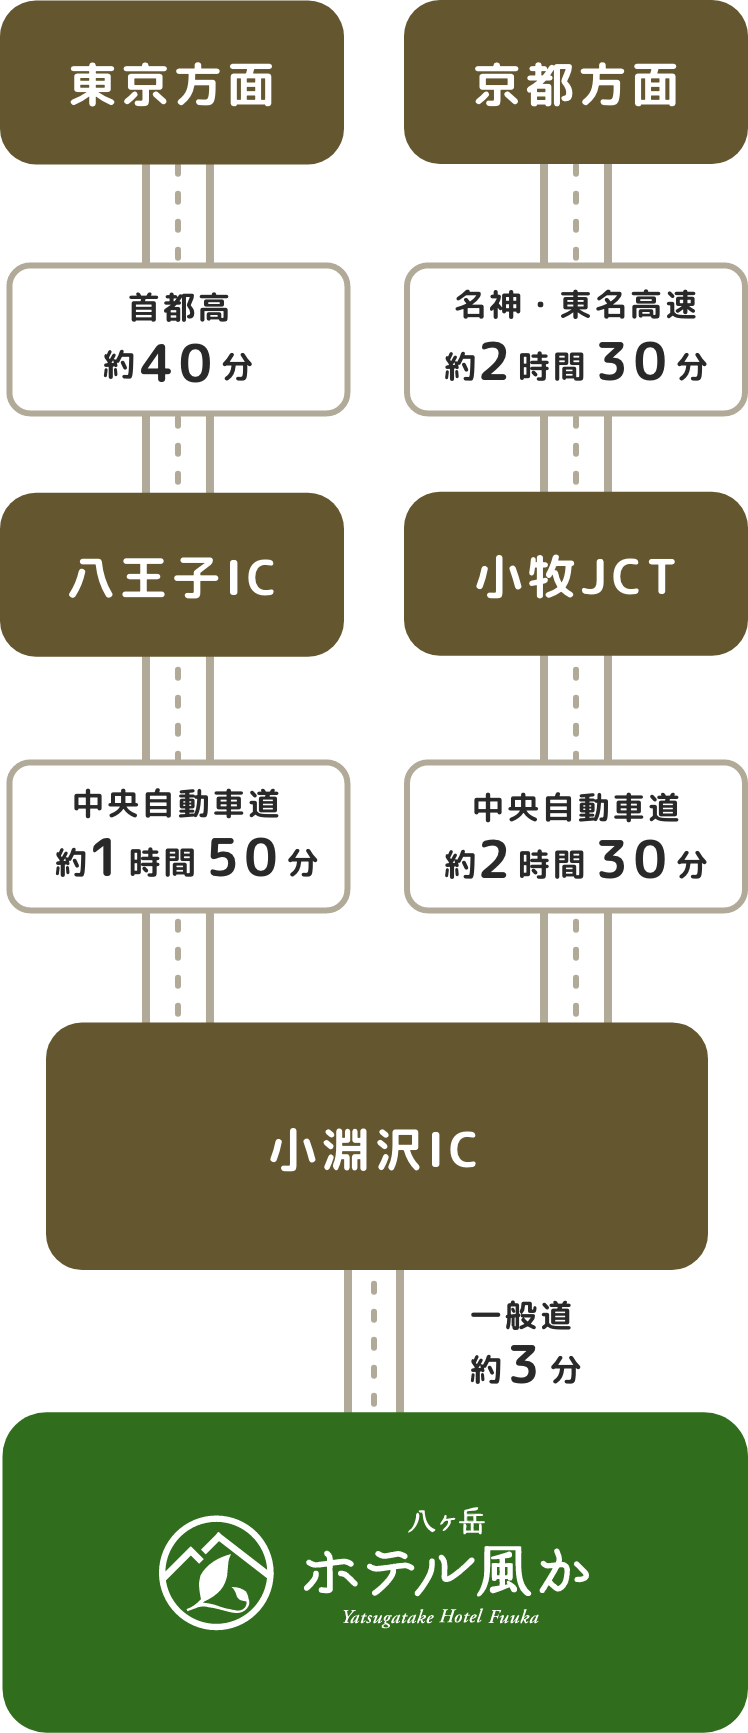 東京方面
首都高
約40分
八王子IC
中央自動車道
約1時間50分
京都方面
名神・東名高速
約2時間30分
小牧JCT
中央自動車道
約2時間30分
小淵沢IC
一般道
約3分
八ヶ岳
ホテル風か
Yatsugatake Hotel Fuuka